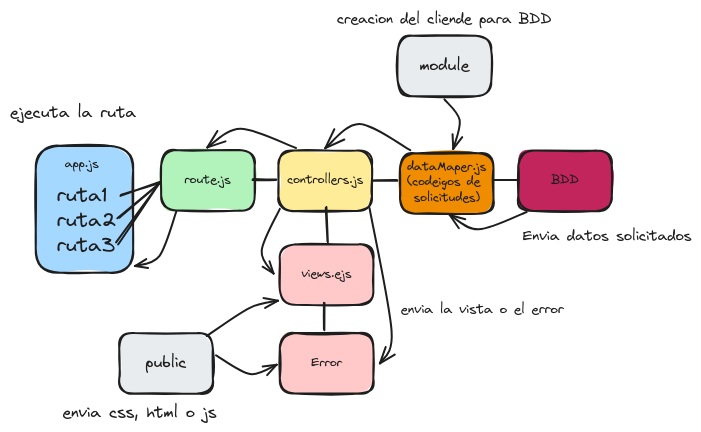 creacion del cliende para BDD
module
ejecuta la ruta
app.js
ruta1
ruta2
ruta3
route.js
controllers.js
dataMaper.js
(codeigos de
solicitudes)
BDD
Envia datos solicitados
views.ejs
envia la vista o el error
public
Error
envia css, html o js